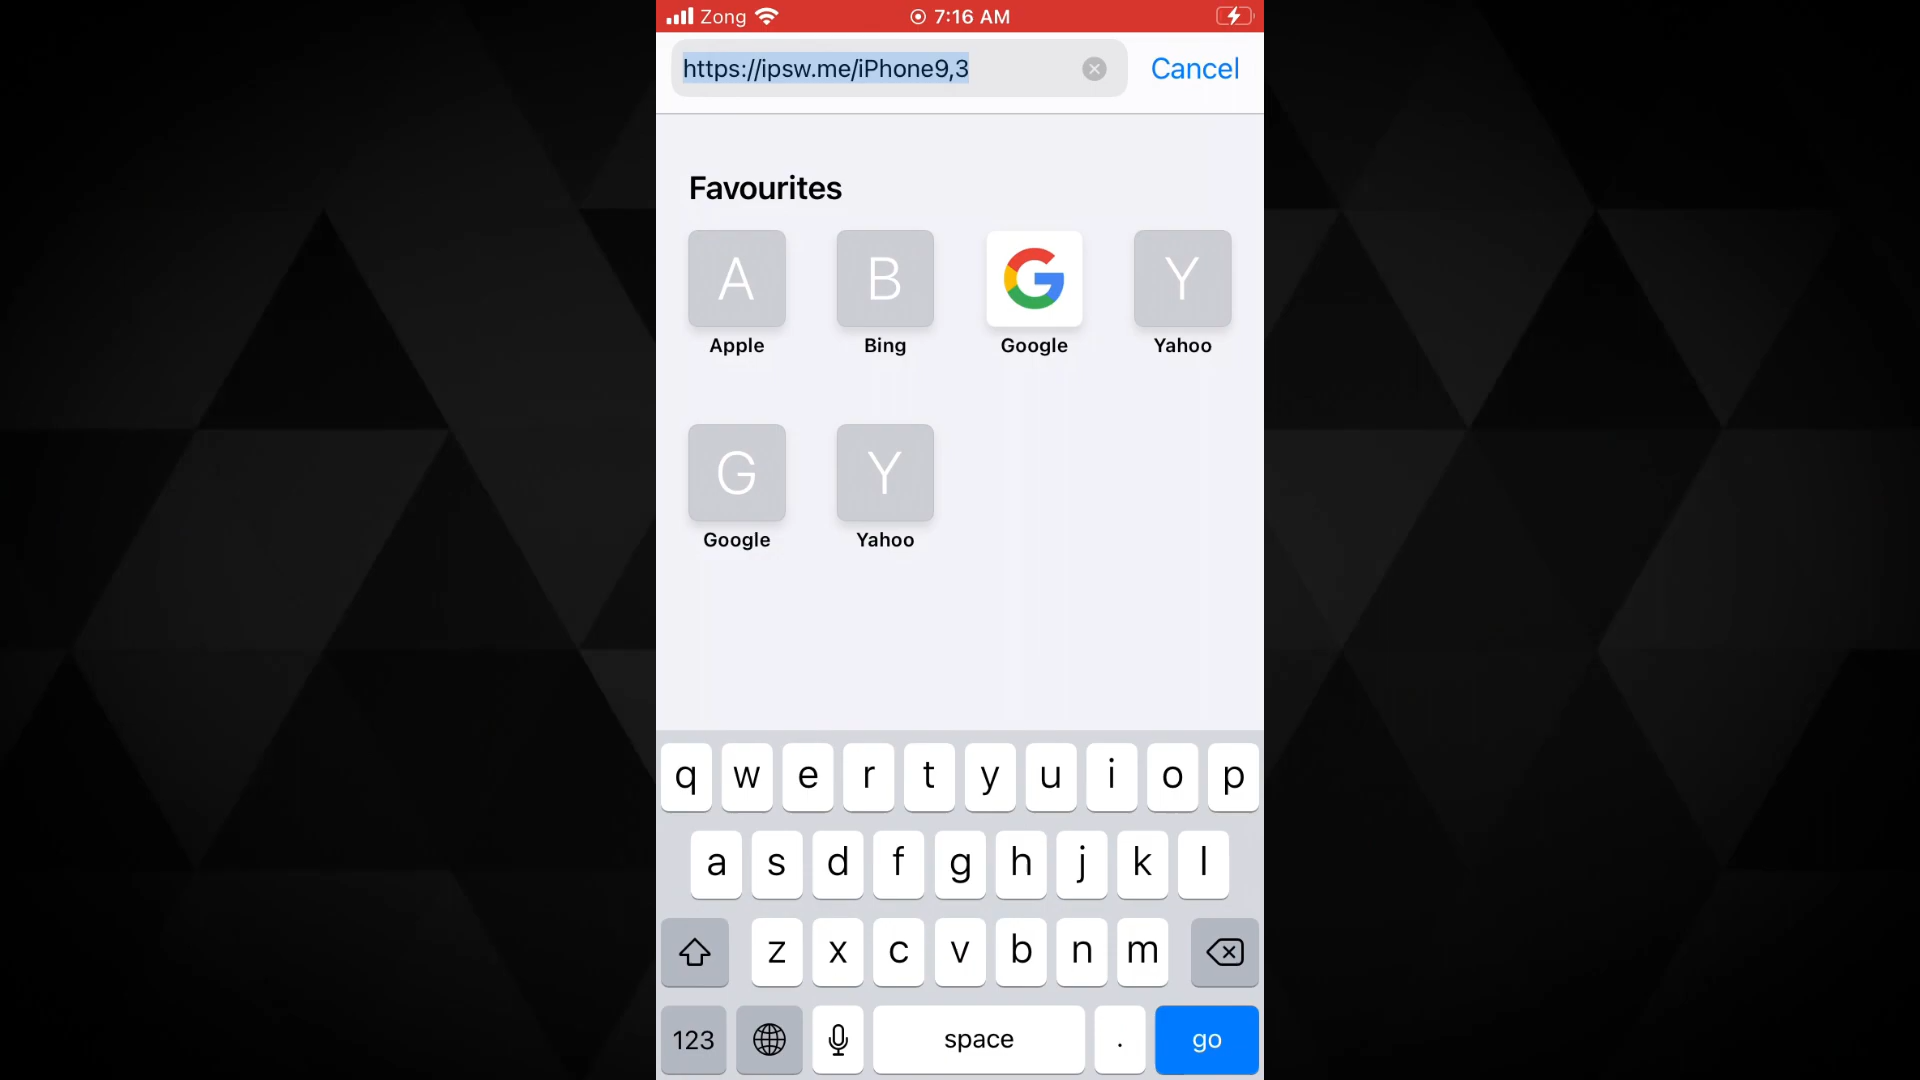 Zong 7:16 AM
https://ipsw.me/iPhone9,3 Cancel
Favourites
A B G Y
Apple Bing Google Yahoo
G Y
Google Yahoo
q w e r t y u i o p
a s d f g h j k l
z x c v b n m
123 space . go